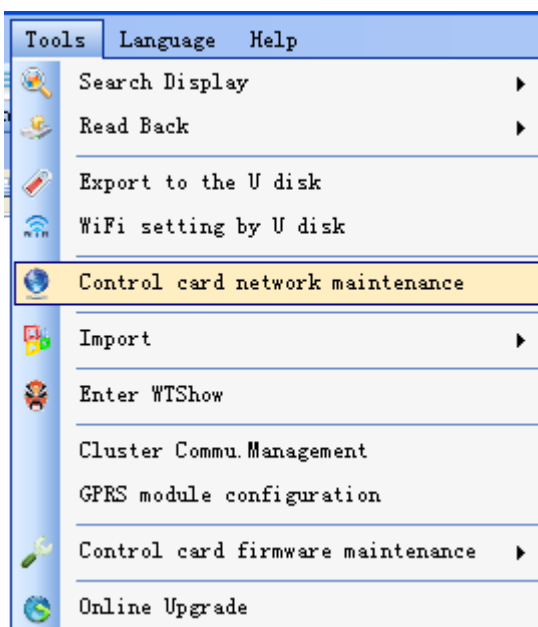 Tools Language Help
Search Display
Read Back
Export to the U disk
WiFi setting by U disk
Control card network maintenance
Import
Enter WTShow
Cluster Commu.Management
GPRS module configuration
Control card firmware maintenance
Online Upgrade